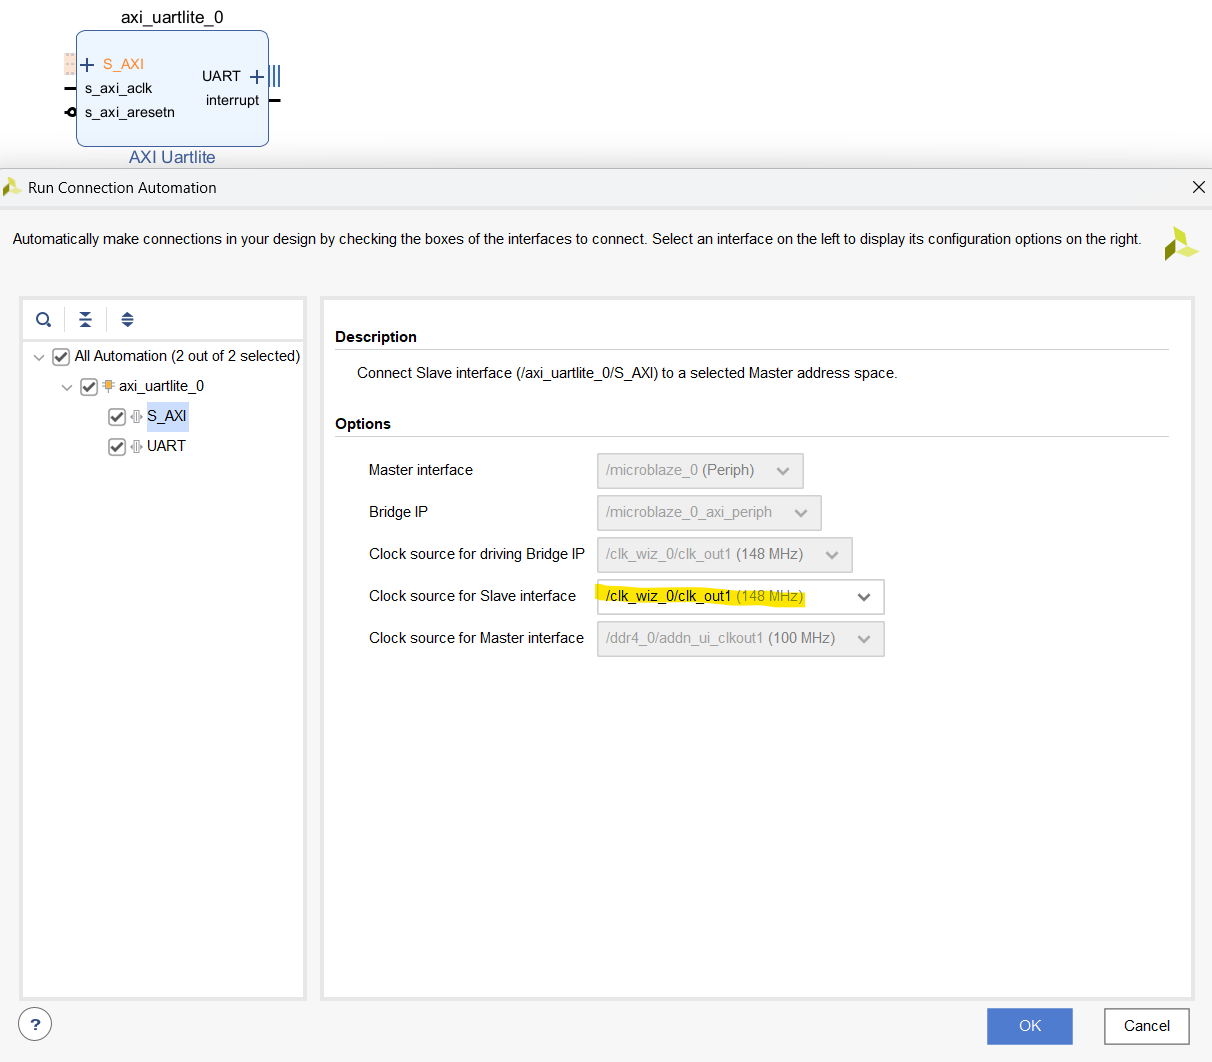 axi_uartlite_0
S_AXI
s_axi_aclk
s_axi_aresetn
UART
interrupt
AXI Uartlite
Run Connection Automation
Automatically make connections in your design by checking the boxes of the interfaces to connect. Select an interface on the left to display its configuration options on the right.
All Automation (2 out of 2 selected)
axi_uartlite_0
S_AXI
UART
Description
Connect Slave interface (/axi_uartlite_0/S_AXI) to a selected Master address space.
Options
Master interface /microblaze_0 (Periph)
Bridge IP /microblaze_0_axi_periph
Clock source for driving Bridge IP /clk_wiz_0/clk_out1 (148 MHz)
Clock source for Slave interface /clk_wiz_0/clk_out1 (148 MHz)
Clock source for Master interface /ddr4_0/addn_ui_clkout1 (100 MHz)
?
OK
Cancel